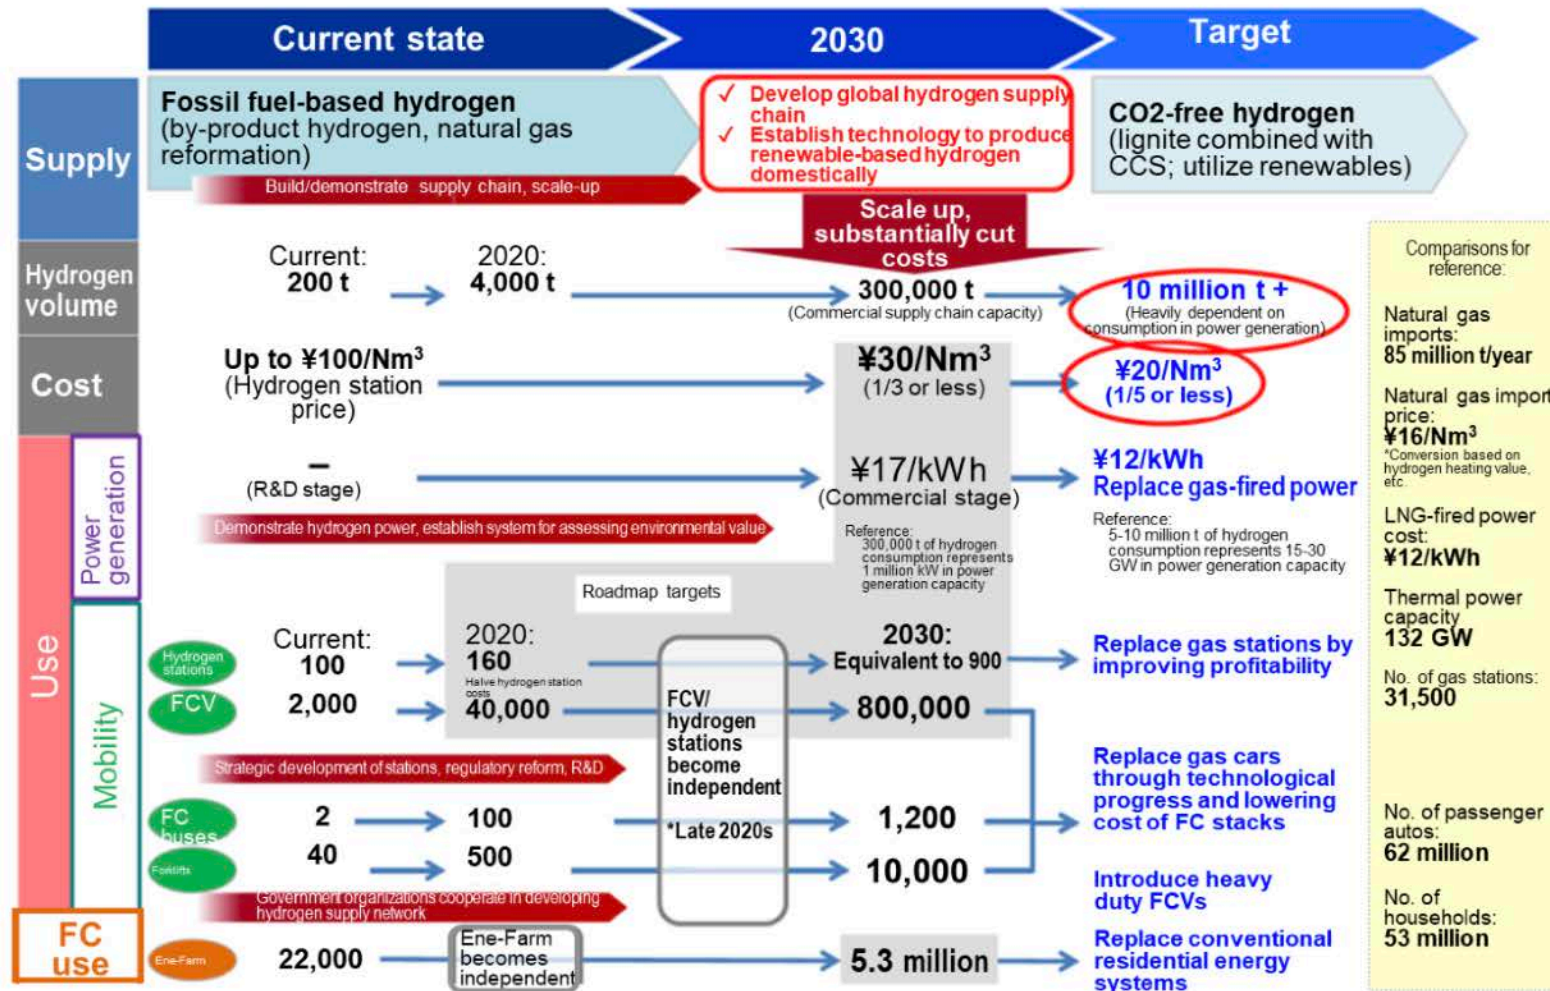 Current state
2030
Target
Supply
Fossil fuel-based hydrogen
(by-product hydrogen, natural gas
reformation)
Build/demonstrate supply chain, scale-up
✓ Develop global hydrogen supply
chain
✓ Establish technology to produce
renewable-based hydrogen
domestically
CO2-free hydrogen
(lignite combined with
CCS; utilize renewables)
Scale up,
substantially cut
costs
Hydrogen
volume
Current:
200 t
2020:
4,000 t
300,000 t
(Commercial supply chain capacity)
10 million t +
(Heavily dependent on
consumption in power generation)
Cost
Up to ¥100/Nm³
(Hydrogen station
price)
¥30/Nm³
(1/3 or less)
¥20/Nm³
(1/5 or less)
Use
Power
generation
–
(R&D stage)
¥17/kWh
(Commercial stage)
¥12/kWh
Replace gas-fired power
Demonstrate hydrogen power, establish system for assessing environmental value
Reference:
300,000 t of hydrogen
consumption represents
1 million kW in power
generation capacity
Reference:
5-10 million t of hydrogen
consumption represents 15-30
GW in power generation capacity
Roadmap targets
Mobility
Hydrogen
stations
Current:
100
2020:
160
Halve hydrogen station
costs
2030:
Equivalent to 900
Replace gas stations by
improving profitability
FCV
2,000
40,000
800,000
FCV/
hydrogen
stations
become
independent
*Late 2020s
Strategic development of stations, regulatory reform, R&D
Replace gas cars
through technological
progress and lowering
cost of FC stacks
FC
buses
2
100
1,200
Forklifts
40
500
10,000
Introduce heavy
duty FCVs
Government organizations cooperate in developing
hydrogen supply network
FC
use
Ene-Farm
22,000
Ene-Farm
becomes
independent
5.3 million
Replace conventional
residential energy
systems
Comparisons for
reference:
Natural gas
imports:
85 million t/year
Natural gas import
price:
¥16/Nm³
*Conversion based on
hydrogen heating value,
etc.
LNG-fired power
cost:
¥12/kWh
Thermal power
capacity
132 GW
No. of gas stations:
31,500
No. of passenger
autos:
62 million
No. of
households:
53 million